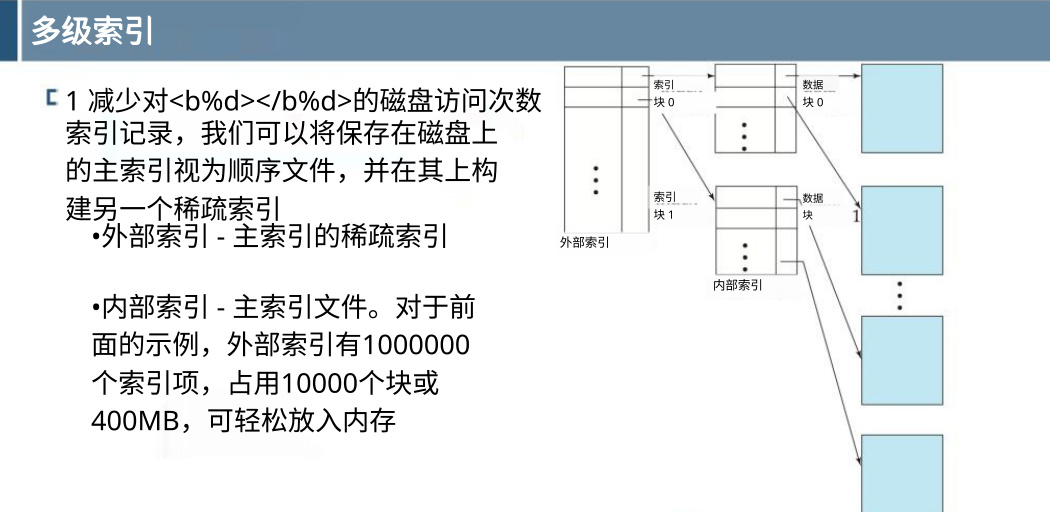 多级索引
1 减少对<b%d></b%d>的磁盘访问次数
索引记录，我们可以将保存在磁盘上
的主索引视为顺序文件，并在其上构
建另一个稀疏索引
•外部索引 - 主索引的稀疏索引
•内部索引 - 主索引文件。对于前
面的示例，外部索引有1000000
个索引项，占用10000个块或
400MB，可轻松放入内存
索引
块 0
数据
块 0
索引
块 1
数据
块 1
外部索引
内部索引